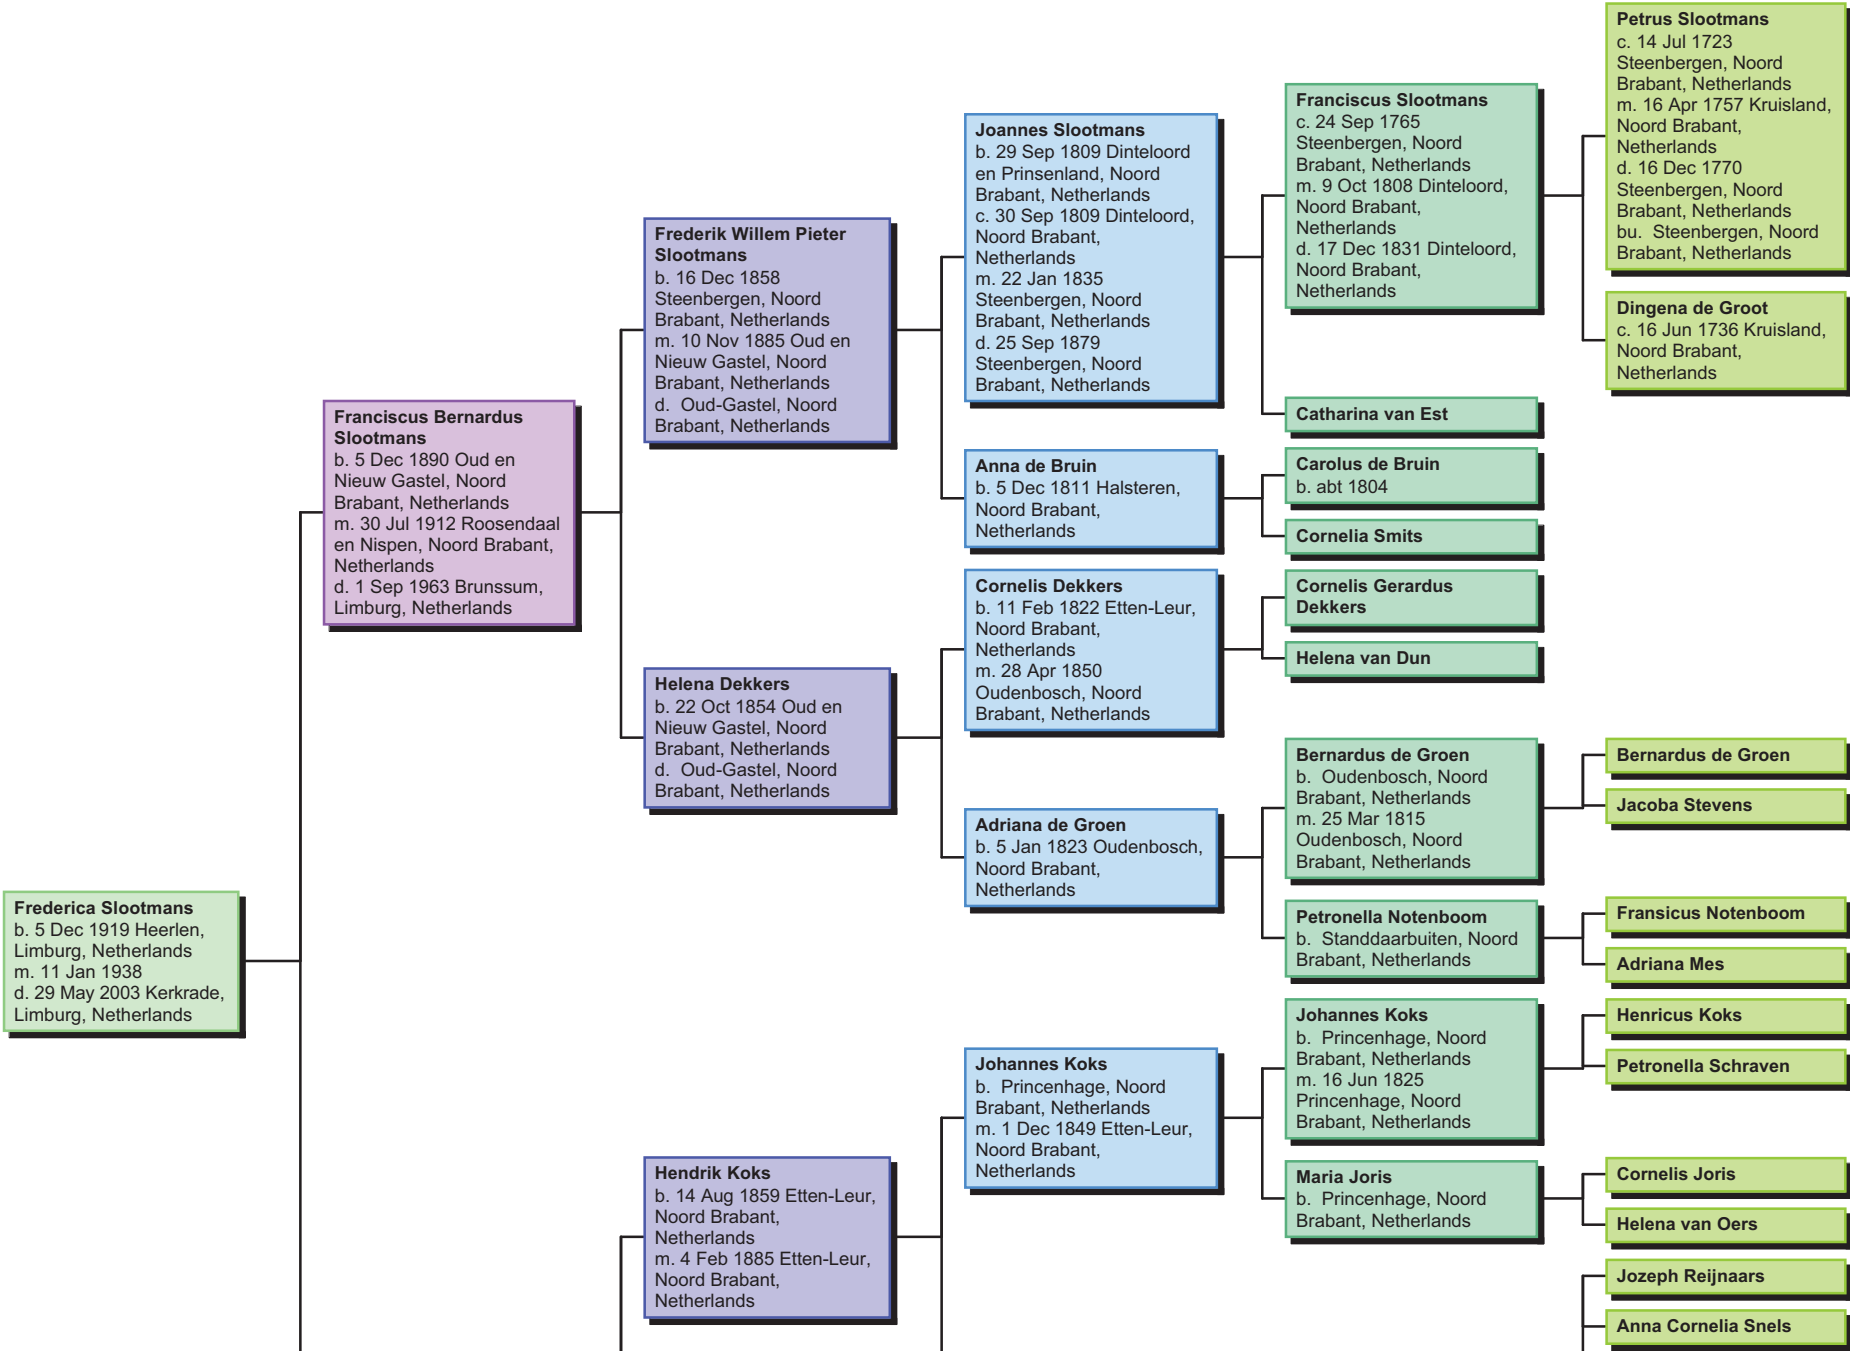 Frederica Slootmans
b. 5 Dec 1919 Heerlen,
Limburg, Netherlands
m. 11 Jan 1938
d. 29 May 2003 Kerkrade,
Limburg, Netherlands
Franciscus Bernardus
Slootmans
b. 5 Dec 1890 Oud en
Nieuw Gastel, Noord
Brabant, Netherlands
m. 30 Jul 1912 Roosendaal
en Nispen, Noord Brabant,
Netherlands
d. 1 Sep 1963 Brunssum,
Limburg, Netherlands
Frederik Willem Pieter
Slootmans
b. 16 Dec 1858
Steenbergen, Noord
Brabant, Netherlands
m. 10 Nov 1885 Oud en
Nieuw Gastel, Noord
Brabant, Netherlands
d.  Oud-Gastel, Noord
Brabant, Netherlands
Helena Dekkers
b. 22 Oct 1854 Oud en
Nieuw Gastel, Noord
Brabant, Netherlands
d.  Oud-Gastel, Noord
Brabant, Netherlands
Hendrik Koks
b. 14 Aug 1859 Etten-Leur,
Noord Brabant,
Netherlands
m. 4 Feb 1885 Etten-Leur,
Noord Brabant,
Netherlands
Joannes Slootmans
b. 29 Sep 1809 Dinteloord
en Prinsenland, Noord
Brabant, Netherlands
c. 30 Sep 1809 Dinteloord,
Noord Brabant,
Netherlands
m. 22 Jan 1835
Steenbergen, Noord
Brabant, Netherlands
d. 25 Sep 1879
Steenbergen, Noord
Brabant, Netherlands
Anna de Bruin
b. 5 Dec 1811 Halsteren,
Noord Brabant,
Netherlands
Cornelis Dekkers
b. 11 Feb 1822 Etten-Leur,
Noord Brabant,
Netherlands
m. 28 Apr 1850
Oudenbosch, Noord
Brabant, Netherlands
Adriana de Groen
b. 5 Jan 1823 Oudenbosch,
Noord Brabant,
Netherlands
Johannes Koks
b.  Princenhage, Noord
Brabant, Netherlands
m. 1 Dec 1849 Etten-Leur,
Noord Brabant,
Netherlands
Franciscus Slootmans
c. 24 Sep 1765
Steenbergen, Noord
Brabant, Netherlands
m. 9 Oct 1808 Dinteloord,
Noord Brabant,
Netherlands
d. 17 Dec 1831 Dinteloord,
Noord Brabant,
Netherlands
Catharina van Est
Carolus de Bruin
b. abt 1804
Cornelia Smits
Cornelis Gerardus
Dekkers
Helena van Dun
Bernardus de Groen
b.  Oudenbosch, Noord
Brabant, Netherlands
m. 25 Mar 1815
Oudenbosch, Noord
Brabant, Netherlands
Petronella Notenboom
b.  Standdaarbuiten, Noord
Brabant, Netherlands
Johannes Koks
b.  Princenhage, Noord
Brabant, Netherlands
m. 16 Jun 1825
Princenhage, Noord
Brabant, Netherlands
Maria Joris
b.  Princenhage, Noord
Brabant, Netherlands
Petrus Slootmans
c. 14 Jul 1723
Steenbergen, Noord
Brabant, Netherlands
m. 16 Apr 1757 Kruisland,
Noord Brabant,
Netherlands
d. 16 Dec 1770
Steenbergen, Noord
Brabant, Netherlands
bu.  Steenbergen, Noord
Brabant, Netherlands
Dingena de Groot
c. 16 Jun 1736 Kruisland,
Noord Brabant,
Netherlands
Bernardus de Groen
Jacoba Stevens
Fransicus Notenboom
Adriana Mes
Henricus Koks
Petronella Schraven
Cornelis Joris
Helena van Oers
Jozeph Reijnaars
Anna Cornelia Snels